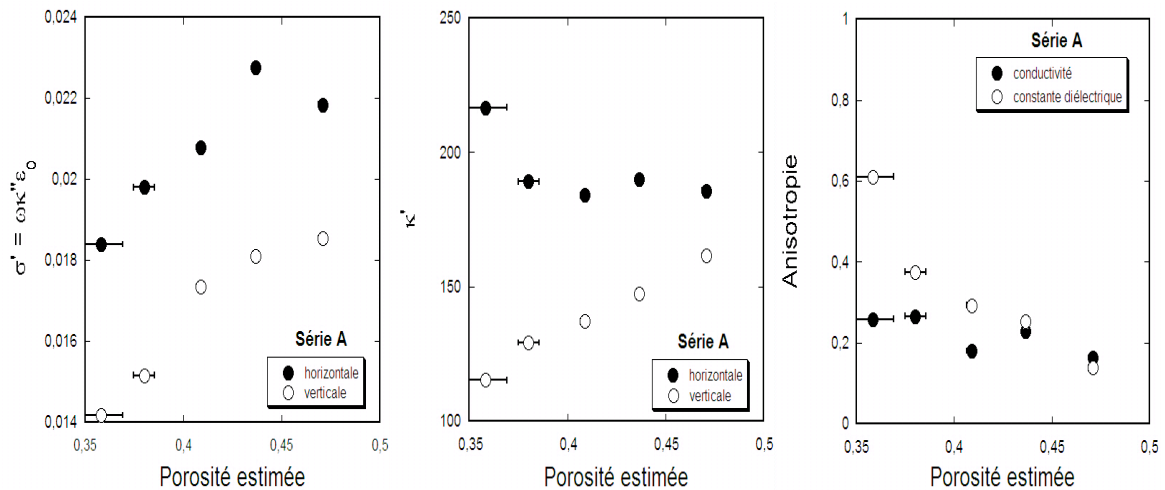 0,024
0,022
0,02
0,018
0,016
0,014
σ' = ωκ''ε0
0,35
0,4
0,45
0,5
Porosité estimée
Série A
horizontale
verticale
250
200
150
100
κ'
0,35
0,4
0,45
0,5
Porosité estimée
Série A
horizontale
verticale
1
0,8
0,6
0,4
0,2
0
Anisotropie
0,35
0,4
0,45
0,5
Porosité estimée
Série A
conductivité
constante diélectrique